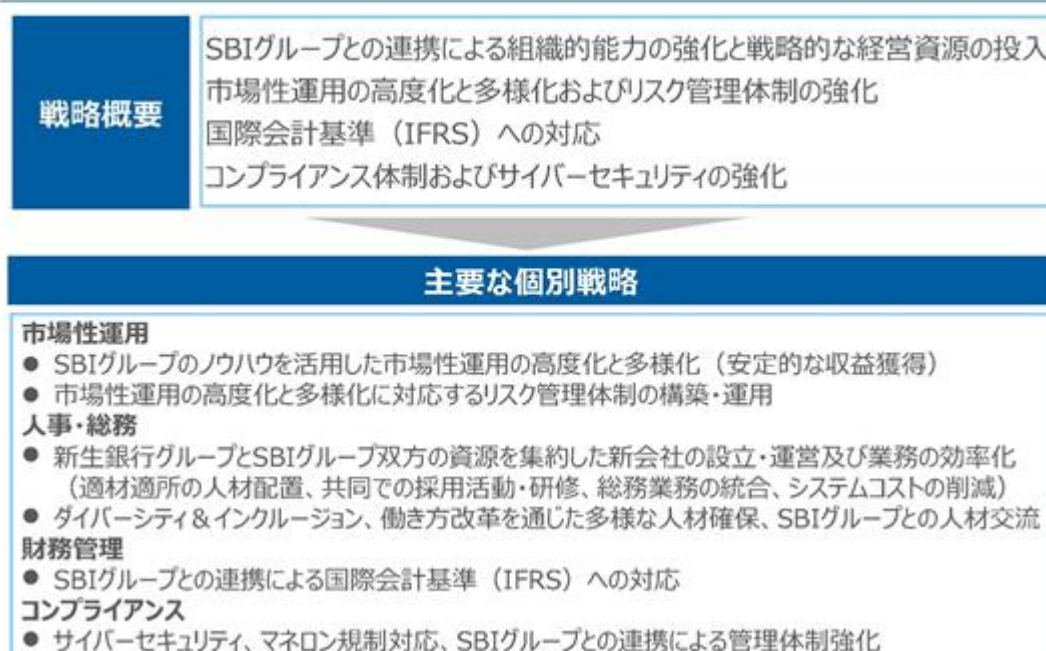 戦略概要
SBIグループとの連携による組織的能力の強化と戦略的な経営資源の投入
市場性運用の高度化と多様化およびリスク管理体制の強化
国際会計基準（IFRS）への対応
コンプライアンス体制およびサイバーセキュリティの強化
主要な個別戦略
市場性運用
● SBIグループのノウハウを活用した市場性運用の高度化と多様化（安定的な収益獲得）
● 市場性運用の高度化と多様化に対応するリスク管理体制の構築・運用
人事・総務
● 新生銀行グループとSBIグループ双方の資源を集約した新会社の設立・運営及び業務の効率化
（適材適所の人材配置、共同での採用活動・研修、総務業務の統合、システムコストの削減）
● ダイバーシティ＆インクルージョン、働き方改革を通じた多様な人材確保、SBIグループとの人材交流
財務管理
● SBIグループとの連携による国際会計基準（IFRS）への対応
コンプライアンス
● サイバーセキュリティ、マネロン規制対応、SBIグループとの連携による管理体制強化